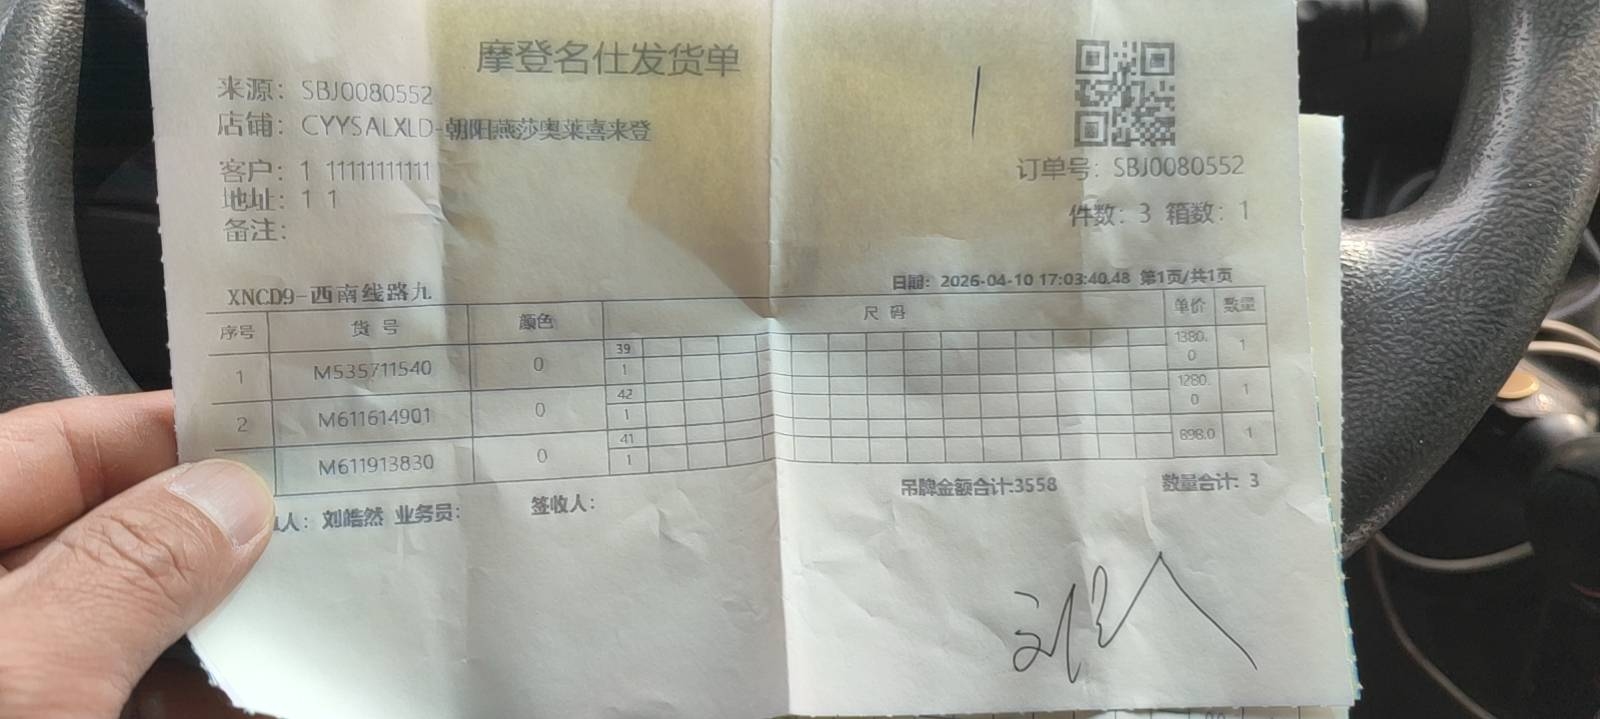 摩登名仕发货单
来源：SBJ0080552
店铺：CYYSALXLD-朝阳燕莎奥莱喜来登
客户：1 11111111111
地址：1 1
备注：
订单号：SBJ0080552
件数：3 箱数：1
XNCD9-西南线路九
日期：2026-04-10 17:03:40.48 第1页/共1页
序号 货号 颜色 尺码 单价 数量
1 M535711540 0 39 1 1380.0 1
2 M611614901 0 42 1 1280.0 1
M611913830 0 41 1 898.0 1
吊牌金额合计:3558 数量合计：3
人：刘皓然 业务员： 签收人：